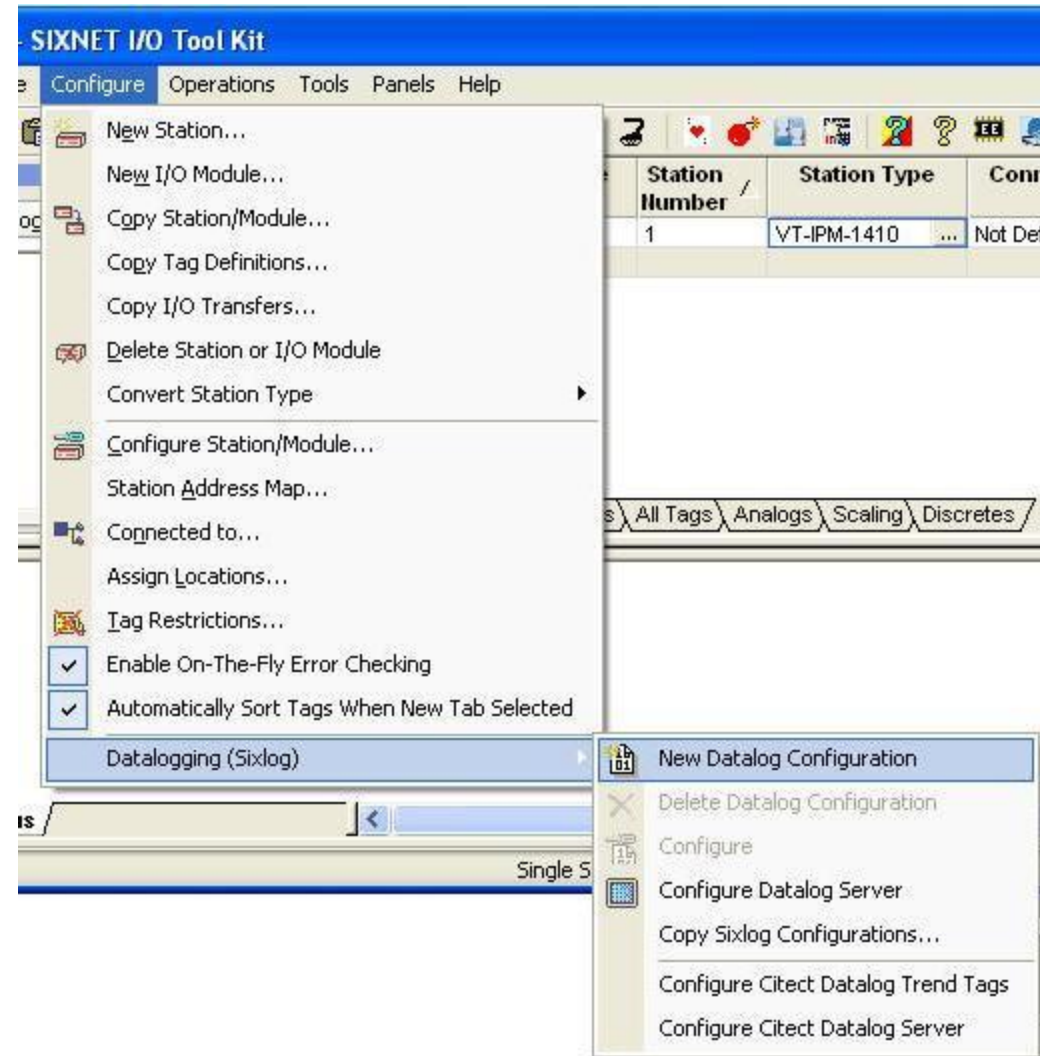 - SIXNET I/O Tool Kit
Configure Operations Tools Panels Help
New Station...
New I/O Module...
Copy Station/Module...
Copy Tag Definitions...
Copy I/O Transfers...
Delete Station or I/O Module
Convert Station Type
Configure Station/Module...
Station Address Map...
Connected to...
Assign Locations...
Tag Restrictions...
Enable On-The-Fly Error Checking
Automatically Sort Tags When New Tab Selected
Datalogging (Sixlog)
Station Number / Station Type
1 VT-IPM-1410 ... Not De
All Tags Analogs Scaling Discretes
Single S
New Datalog Configuration
Delete Datalog Configuration
Configure
Configure Datalog Server
Copy Sixlog Configurations...
Configure Citect Datalog Trend Tags
Configure Citect Datalog Server